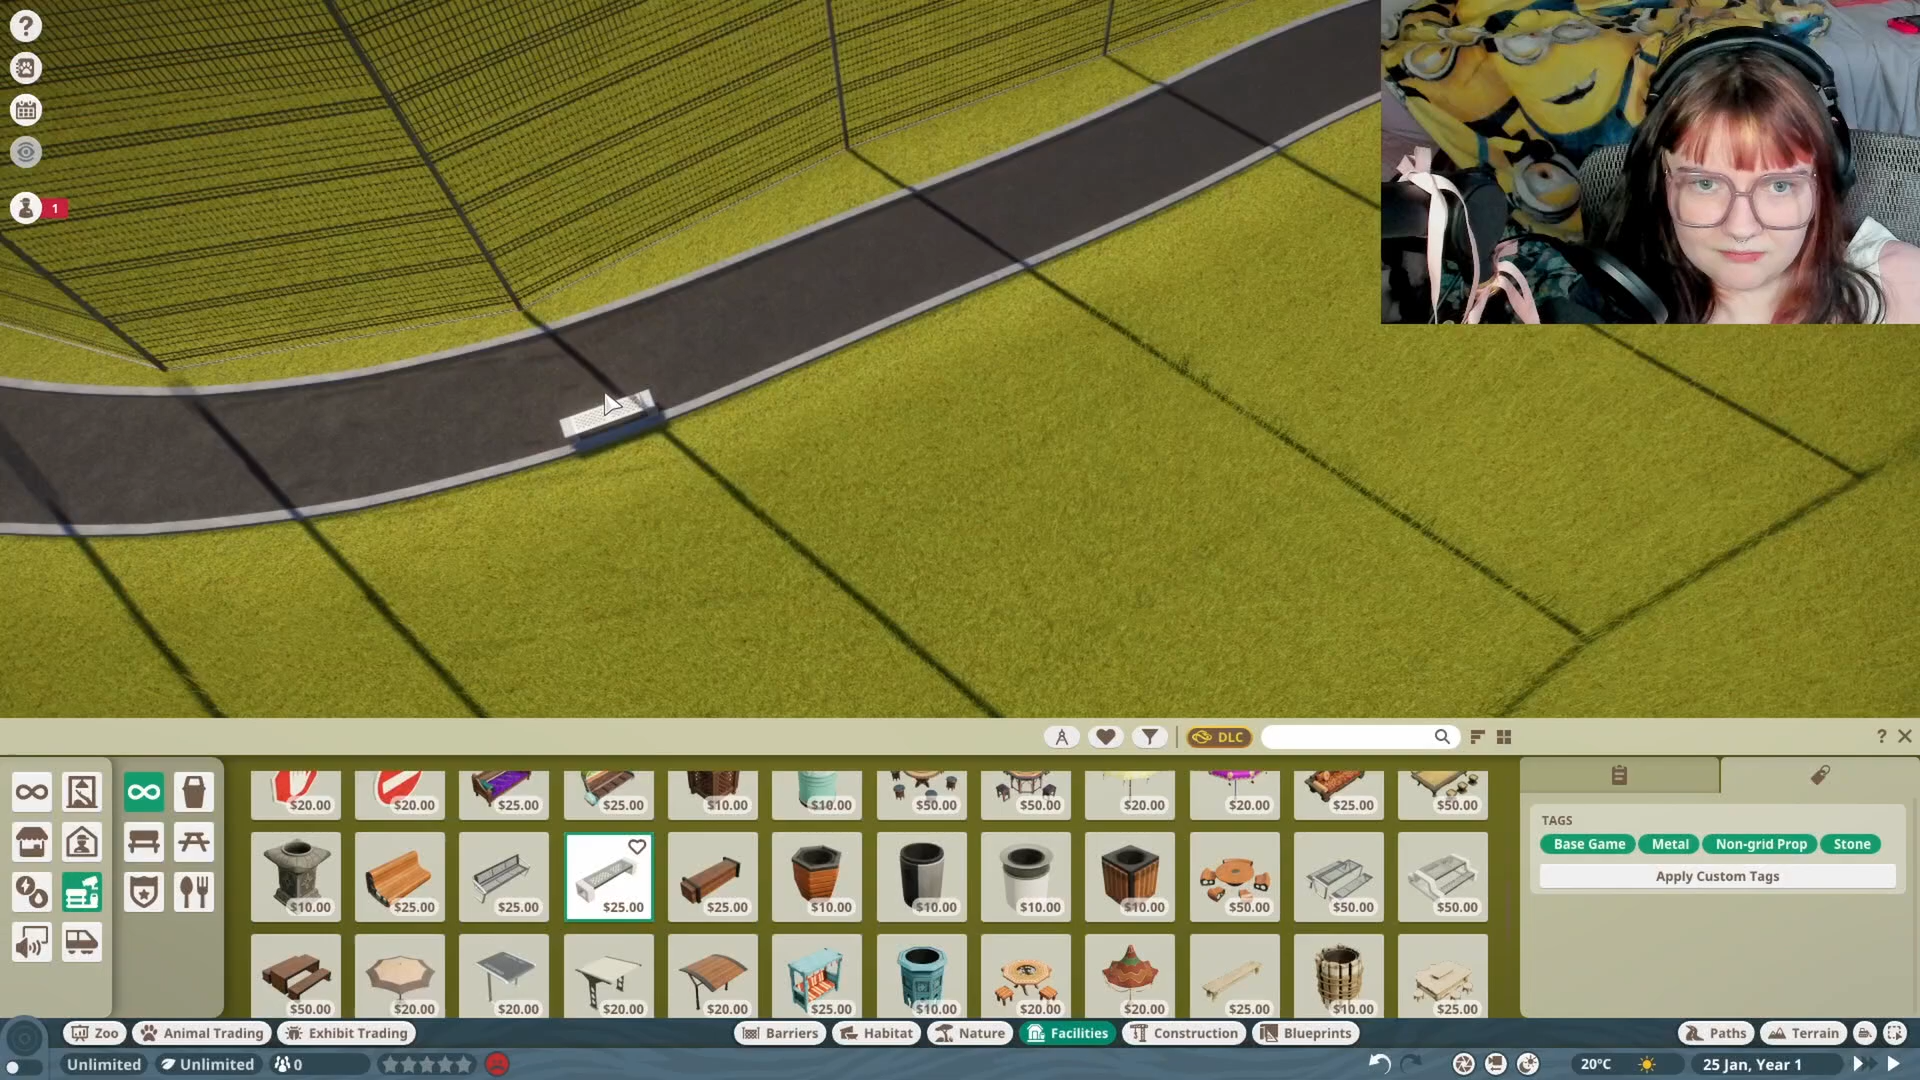 ?
1
DLC
? 
$20.00 $20.00 $25.00 $25.00 $10.00 $10.00 $50.00 $50.00 $20.00 $20.00 $25.00 $50.00
$10.00 $25.00 $25.00 $25.00 $25.00 $10.00 $10.00 $10.00 $10.00 $50.00 $50.00 $50.00
$50.00 $20.00 $20.00 $20.00 $20.00 $25.00 $10.00 $20.00 $20.00 $25.00 $10.00 $25.00
TAGS
Base Game Metal Non-grid Prop Stone
Apply Custom Tags
Zoo Animal Trading Exhibit Trading Barriers Habitat Nature Facilities Construction Blueprints Paths Terrain
Unlimited Unlimited 0 20°C 25 Jan, Year 1